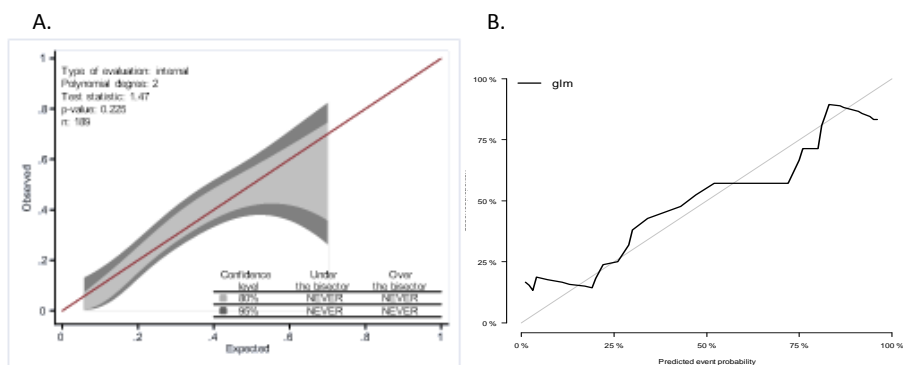 A.
Type of evaluation: internal
Polynomial degree: 2
Test statistic: 1.47
p-value: 0.225
n: 189
1
.8
.6
.4
.2
0
Observed
Confidence level Under the bisector Over the bisector
80% NEVER NEVER
95% NEVER NEVER
0 .2 .4 .6 .8 1
Expected
B.
glm
100 %
75 %
50 %
25 %
0 %
0 % 25 % 50 % 75 % 100 %
Predicted event probability